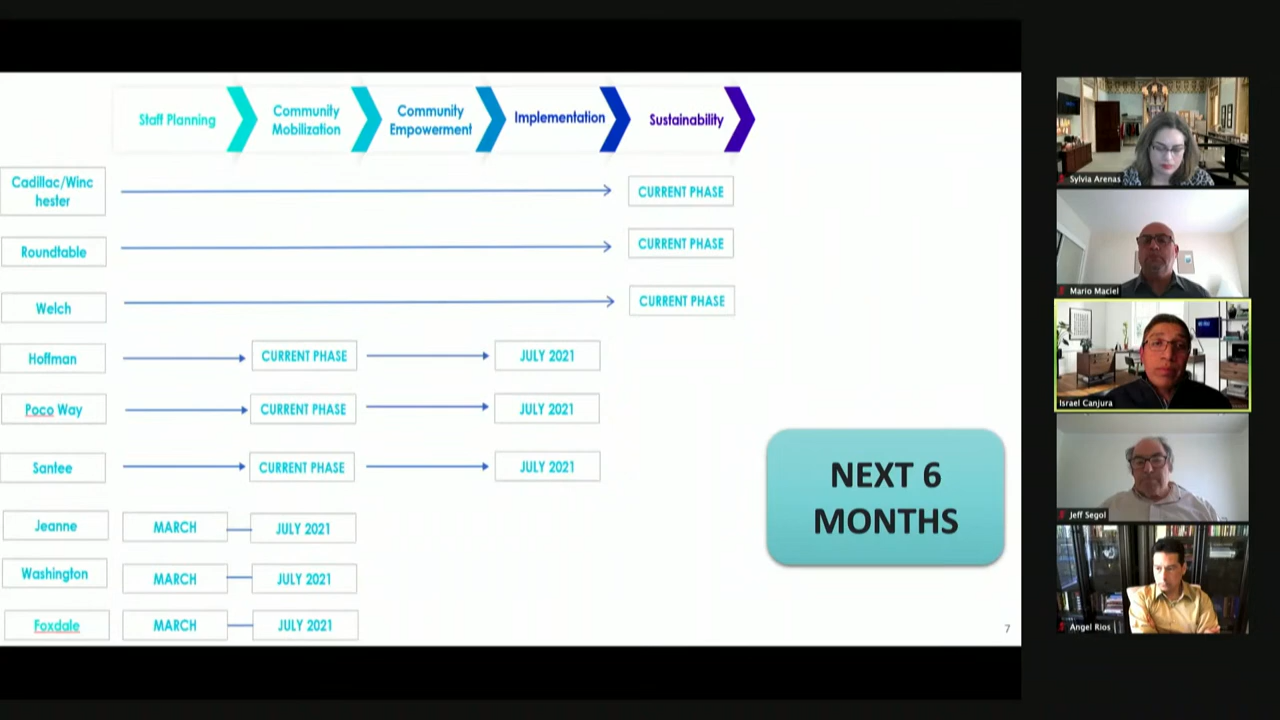 Staff Planning
Community
Mobilization
Community
Empowerment
Implementation
Sustainability
Cadillac/Winc
hester
CURRENT PHASE
Roundtable
CURRENT PHASE
Welch
CURRENT PHASE
Hoffman
CURRENT PHASE
JULY 2021
Poco Way
CURRENT PHASE
JULY 2021
Santee
CURRENT PHASE
JULY 2021
Jeanne
MARCH
JULY 2021
Washington
MARCH
JULY 2021
Foxdale
MARCH
JULY 2021
NEXT 6
MONTHS
7
Sylvia Arenas
Mario Maciel
Israel Canjura
Jeff Segol
Angel Rios